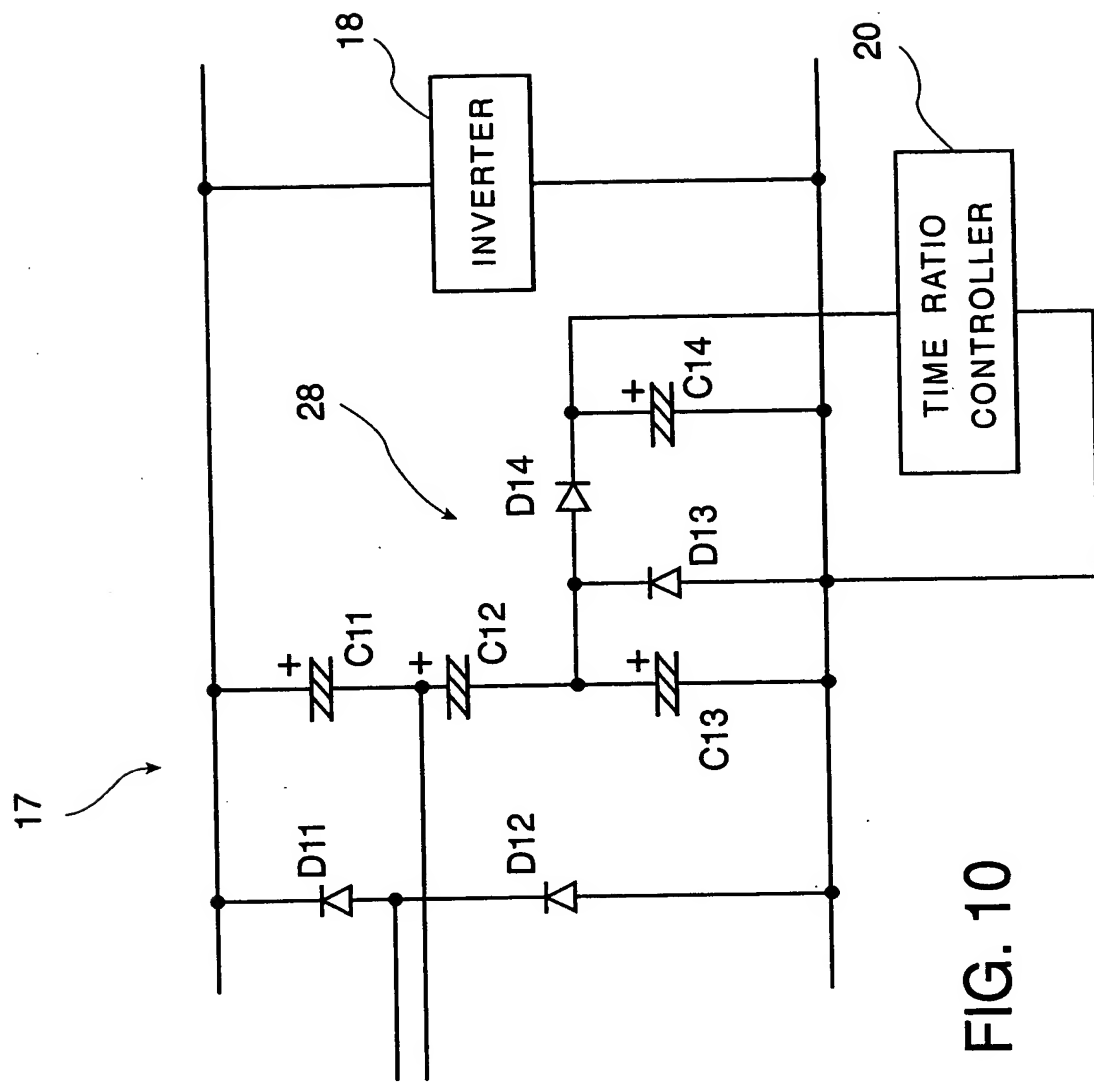 17
18
INVERTER
D11
+
C11
+
C12
28
D14
+
C14
D12
D13
+
C13
20
TIME RATIO
CONTROLLER
FIG. 10